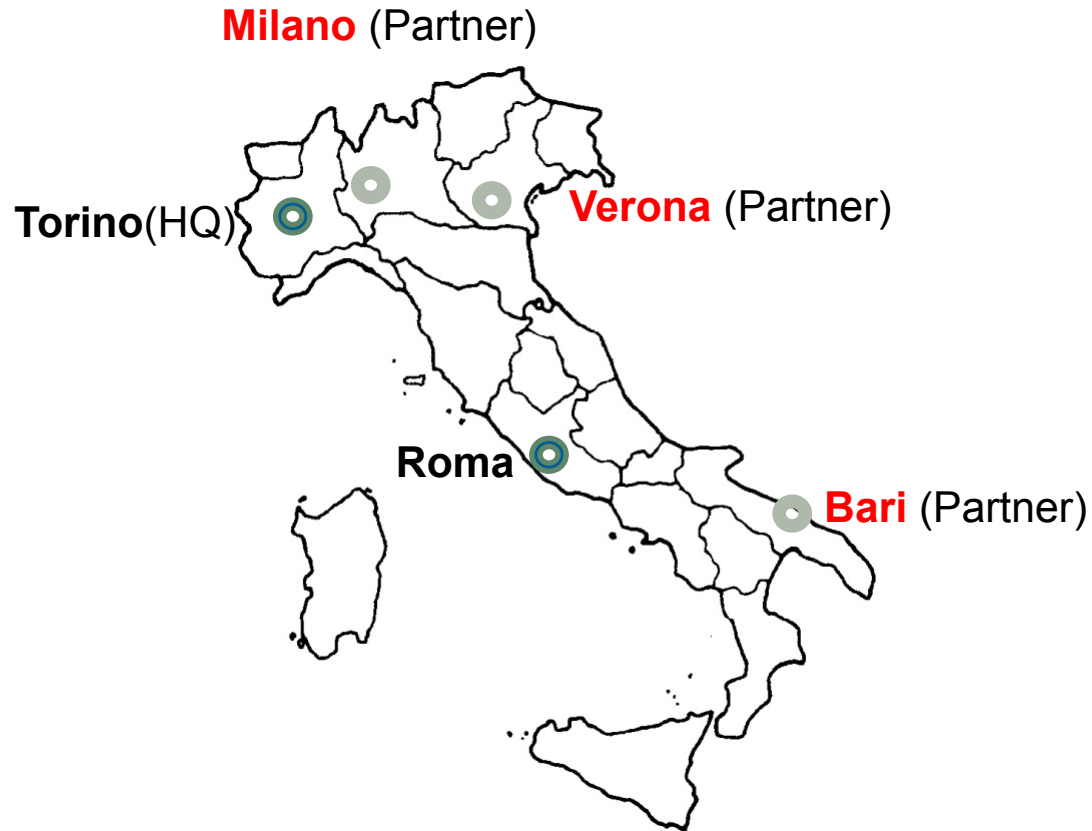 Milano (Partner)
Verona (Partner)
Torino(HQ)
Roma
Bari (Partner)